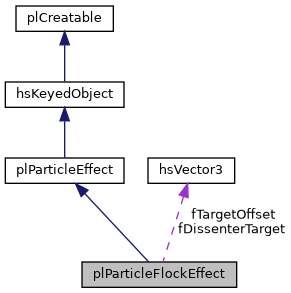 plCreatable
hsKeyedObject
plParticleEffect
hsVector3
fTargetOffset
fDissenterTarget
plParticleFlockEffect